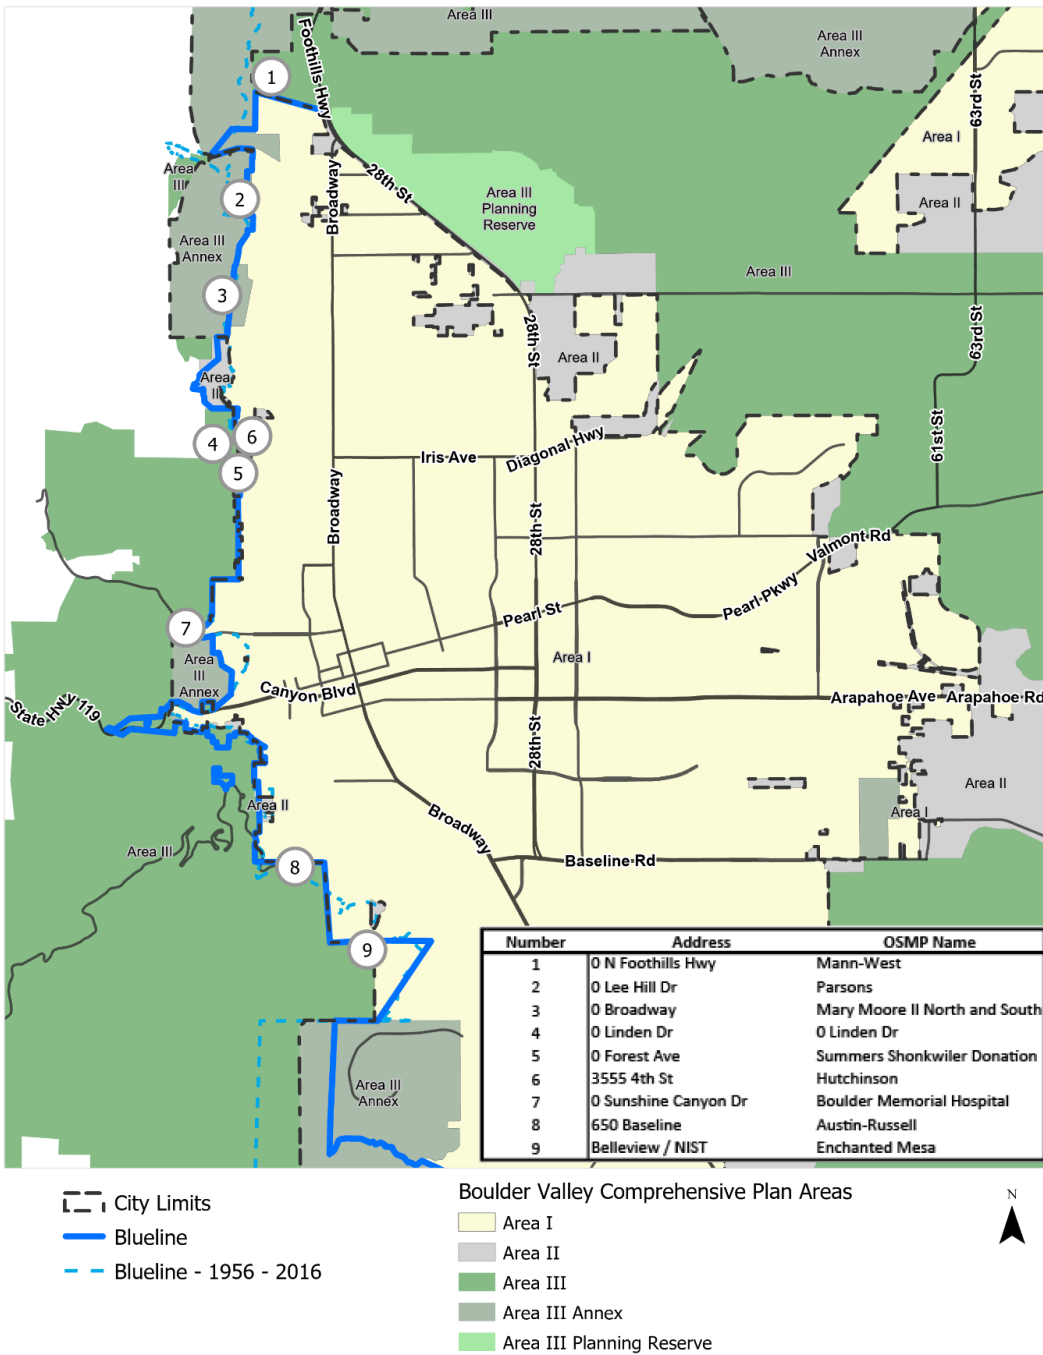 Area III
Foothills Hwy
Area III
Annex
63rd St
1
Area I
Area
III
Broadway
28th St
2
Area III
Planning
Reserve
Area II
Area III
Annex
Area III
3
28th St
63rd St
Area II
Area
II
4
6
5
Iris Ave
Diagonal Hwy
61st St
Broadway
28th St
Valmont Rd
Pearl Pkwy
Pearl St
7
Area
III
Annex
Area I
Canyon Blvd
Arapahoe Ave
Arapahoe Rd
State Hwy 119
28th St
Area II
Area II
Area I
Broadway
Area III
Baseline Rd
8
9
Area III
Annex
Number Address OSMP Name
1 0 N Foothills Hwy Mann-West
2 0 Lee Hill Dr Parsons
3 0 Broadway Mary Moore II North and South
4 0 Linden Dr 0 Linden Dr
5 0 Forest Ave Summers Shonkwiler Donation
6 3555 4th St Hutchinson
7 0 Sunshine Canyon Dr Boulder Memorial Hospital
8 650 Baseline Austin-Russell
9 Belleview / NIST Enchanted Mesa
City Limits
Blueline
Blueline - 1956 - 2016
Boulder Valley Comprehensive Plan Areas
Area I
Area II
Area III
Area III Annex
Area III Planning Reserve
N